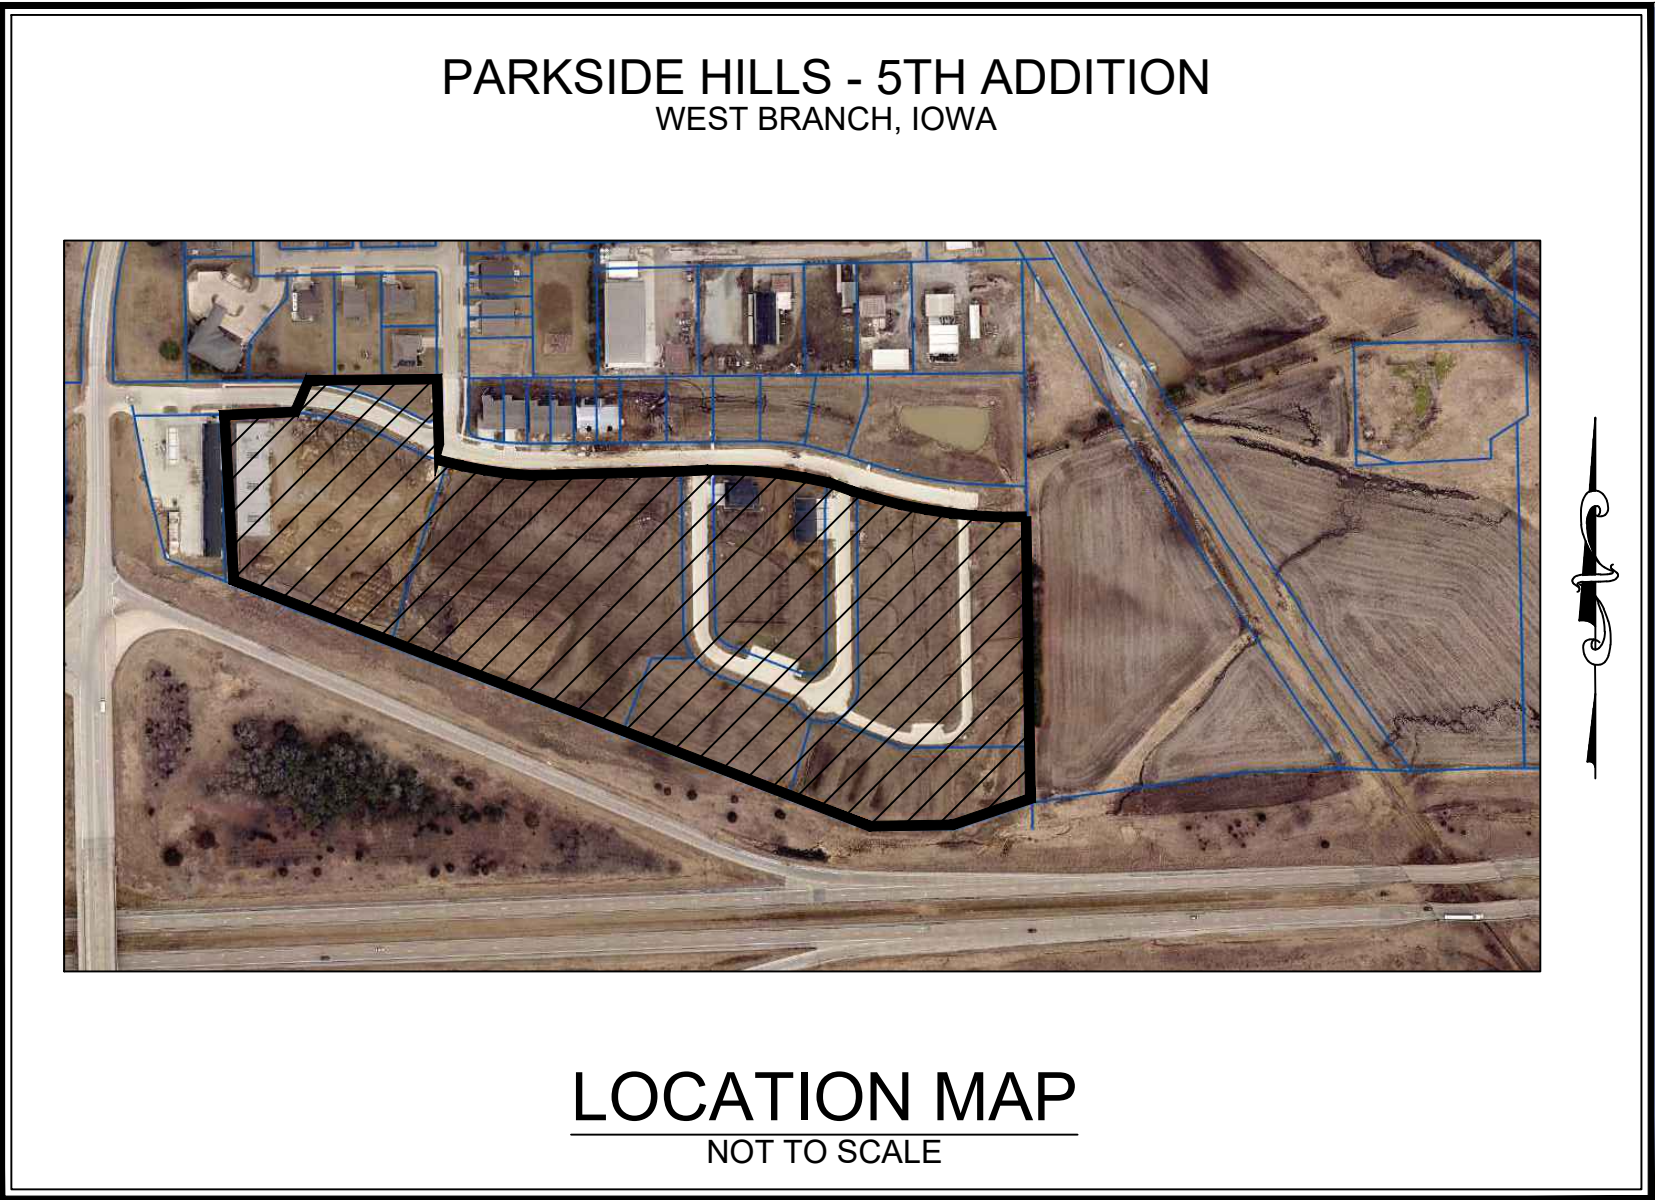 PARKSIDE HILLS - 5TH ADDITION
WEST BRANCH, IOWA
LOCATION MAP
NOT TO SCALE